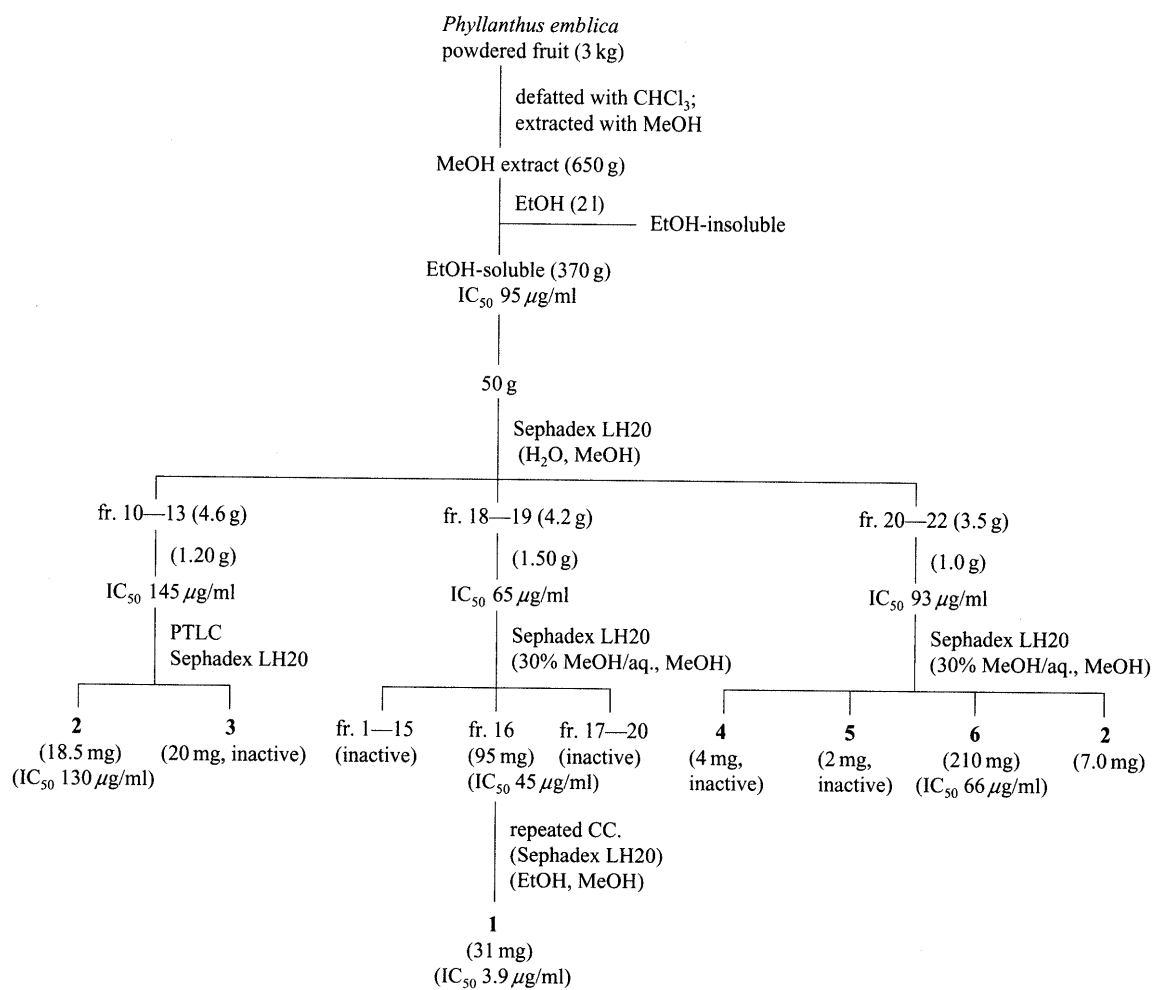 Phyllanthus emblica
powdered fruit (3 kg)
defatted with CHCl₃;
extracted with MeOH
MeOH extract (650 g)
EtOH (2 l)
EtOH-insoluble
EtOH-soluble (370 g)
IC₅₀ 95 μg/ml
50 g
Sephadex LH20
(H₂O, MeOH)
fr. 10—13 (4.6 g)
(1.20 g)
IC₅₀ 145 μg/ml
PTLC
Sephadex LH20
2
(18.5 mg)
(IC₅₀ 130 μg/ml)
3
(20 mg, inactive)
fr. 18—19 (4.2 g)
(1.50 g)
IC₅₀ 65 μg/ml
Sephadex LH20
(30% MeOH/aq., MeOH)
fr. 1—15
(inactive)
fr. 16
(95 mg)
(IC₅₀ 45 μg/ml)
fr. 17—20
(inactive)
repeated CC.
(Sephadex LH20)
(EtOH, MeOH)
1
(31 mg)
(IC₅₀ 3.9 μg/ml)
fr. 20—22 (3.5 g)
(1.0 g)
IC₅₀ 93 μg/ml
Sephadex LH20
(30% MeOH/aq., MeOH)
4
(4 mg,
inactive)
5
(2 mg,
inactive)
6
(210 mg)
(IC₅₀ 66 μg/ml)
2
(7.0 mg)